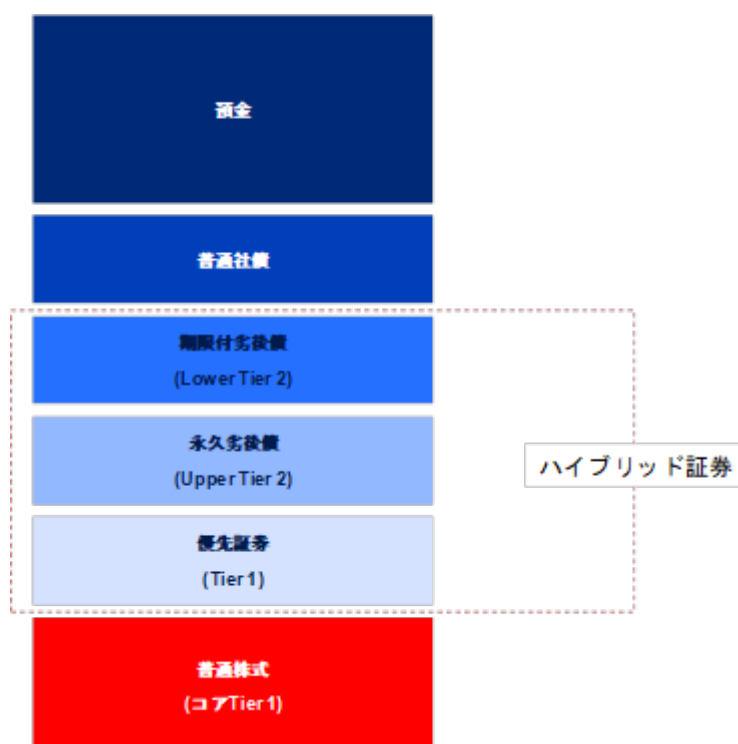 預金
普通社債
期限付劣後債
(Lower Tier 2)
永久劣後債
(Upper Tier 2)
ハイブリッド証券
優先証券
(Tier 1)
普通株式
(コアTier 1)